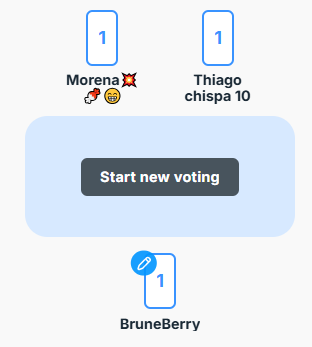 1 1
Morena💥 Thiago
🍖😁 chispa 10
Start new voting
1
BruneBerry